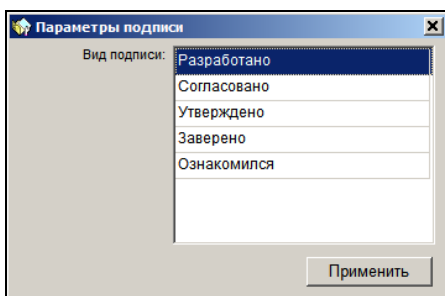 Параметры подписи
Вид подписи:
Разработано
Согласовано
Утверждено
Заверено
Ознакомился
Применить